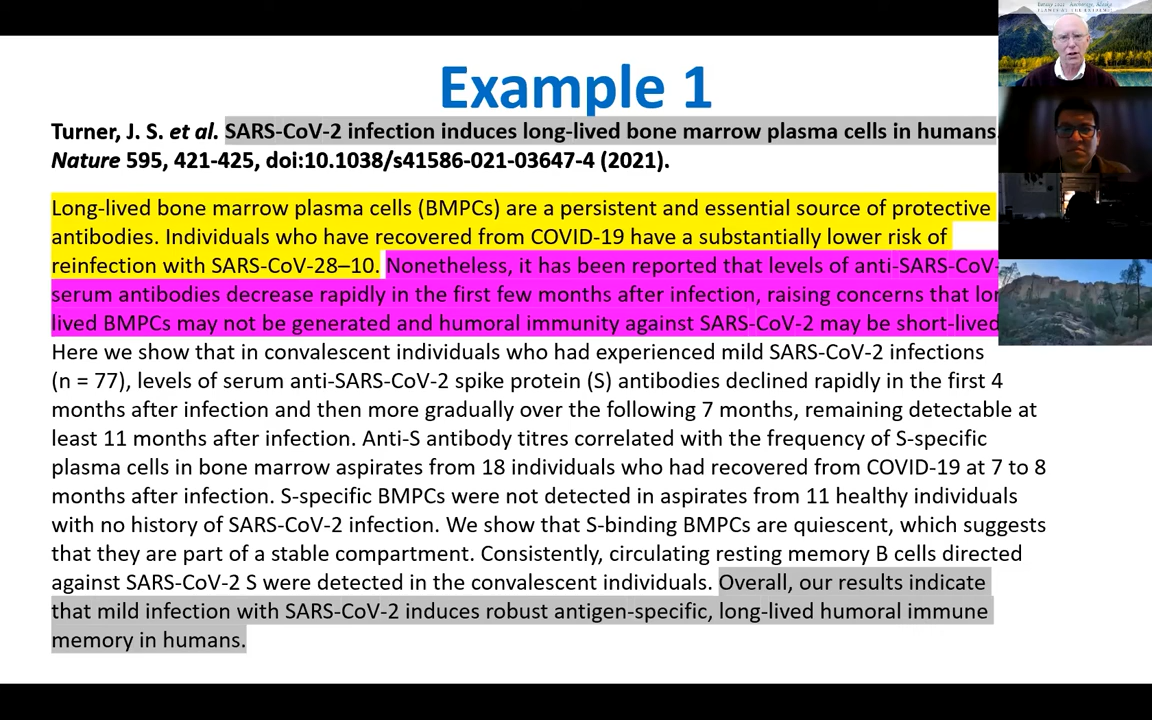 Example 1
Turner, J. S. et al. SARS-CoV-2 infection induces long-lived bone marrow plasma cells in humans.
Nature 595, 421-425, doi:10.1038/s41586-021-03647-4 (2021).
Long-lived bone marrow plasma cells (BMPCs) are a persistent and essential source of protective
antibodies. Individuals who have recovered from COVID-19 have a substantially lower risk of
reinfection with SARS-CoV-28–10. Nonetheless, it has been reported that levels of anti-SARS-CoV-
serum antibodies decrease rapidly in the first few months after infection, raising concerns that lon
lived BMPCs may not be generated and humoral immunity against SARS-CoV-2 may be short-lived
Here we show that in convalescent individuals who had experienced mild SARS-CoV-2 infections
(n = 77), levels of serum anti-SARS-CoV-2 spike protein (S) antibodies declined rapidly in the first 4
months after infection and then more gradually over the following 7 months, remaining detectable at
least 11 months after infection. Anti-S antibody titres correlated with the frequency of S-specific
plasma cells in bone marrow aspirates from 18 individuals who had recovered from COVID-19 at 7 to 8
months after infection. S-specific BMPCs were not detected in aspirates from 11 healthy individuals
with no history of SARS-CoV-2 infection. We show that S-binding BMPCs are quiescent, which suggests
that they are part of a stable compartment. Consistently, circulating resting memory B cells directed
against SARS-CoV-2 S were detected in the convalescent individuals. Overall, our results indicate
that mild infection with SARS-CoV-2 induces robust antigen-specific, long-lived humoral immune
memory in humans.